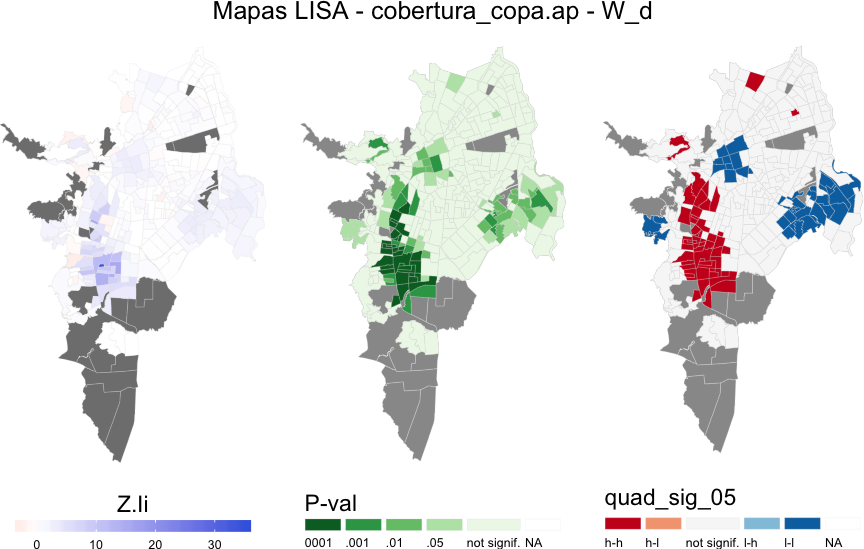 Mapas LISA - cobertura_copa.ap - W_d
Z.Ii
0 10 20 30
P-val
0001 .001 .01 .05 not signif. NA
quad_sig_05
h-h h-l not signif. l-h l-l NA